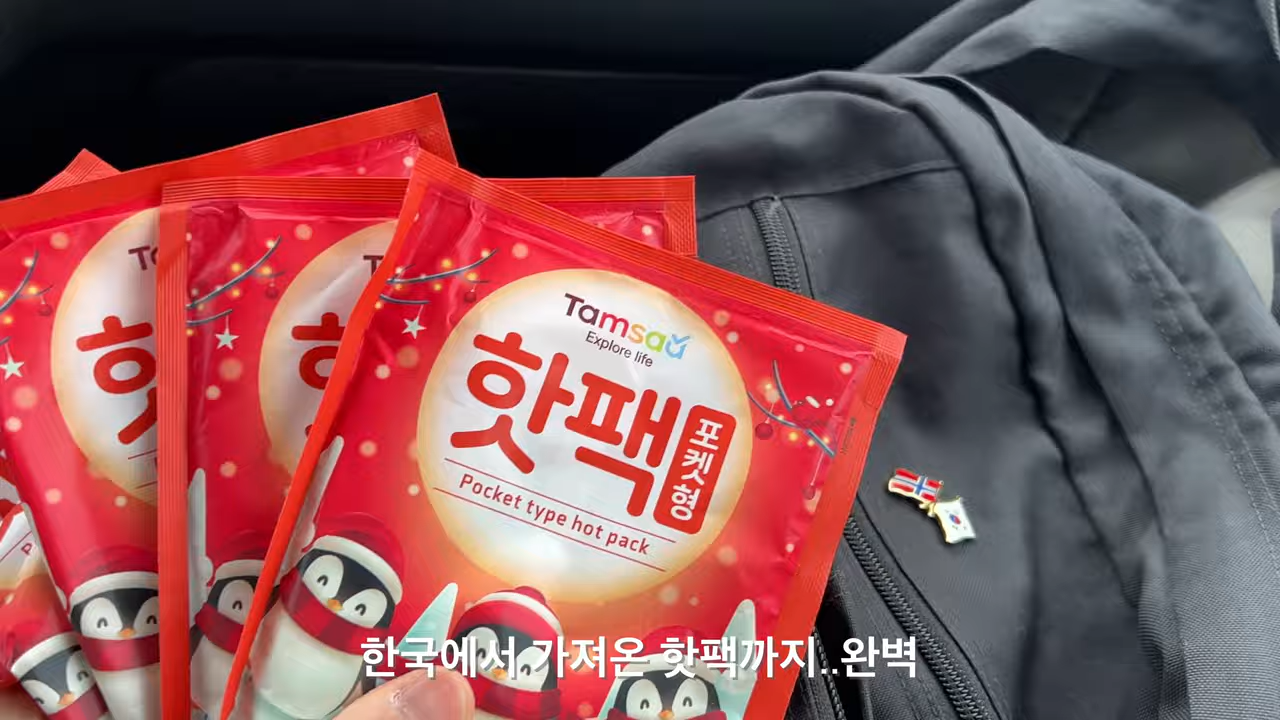 Tamsaa
Explore life
핫팩
포켓형
Pocket type hot pack
한국에서 가져온 핫팩까지..완벽